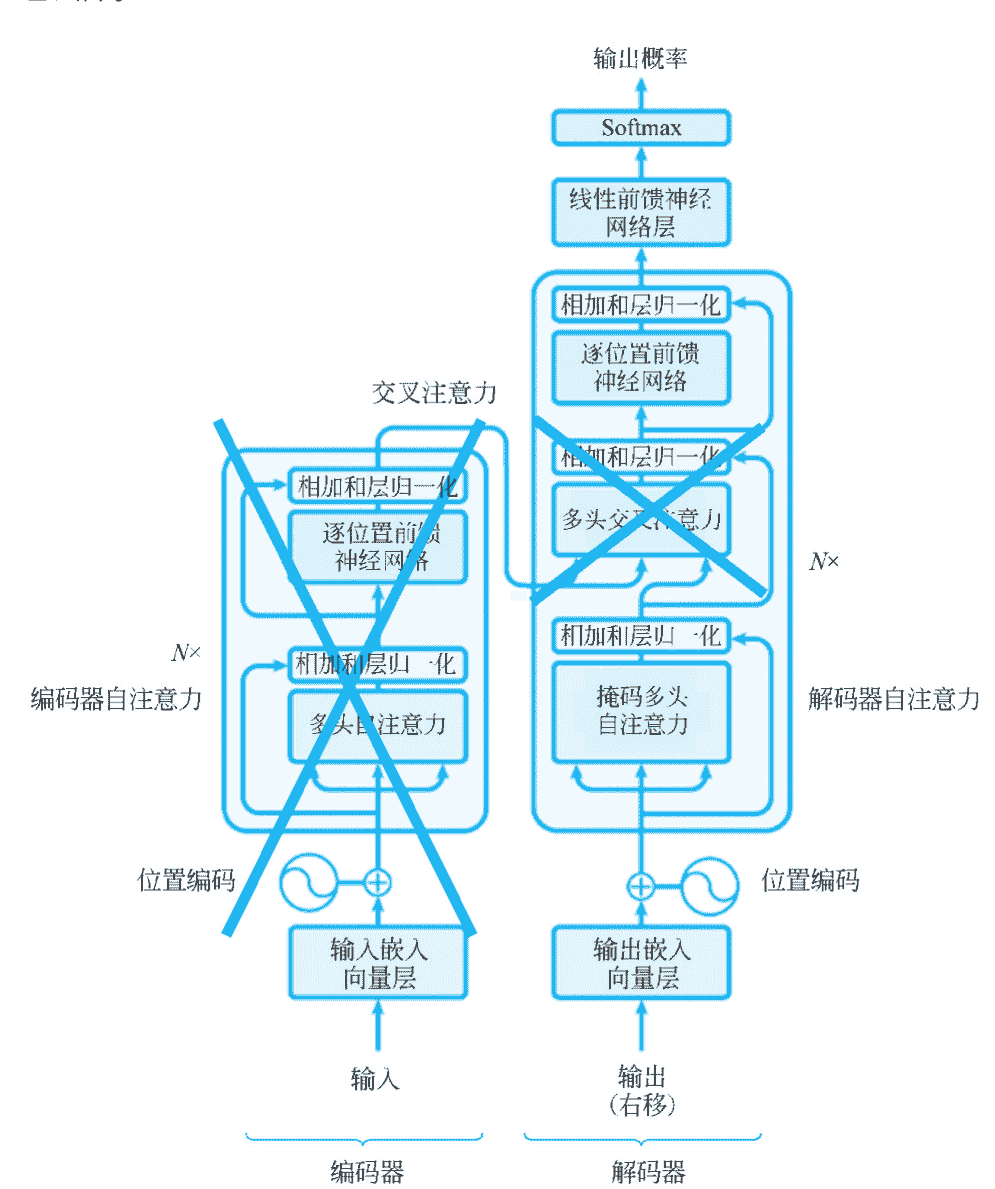 输出概率
Softmax
线性前馈神经
网络层
相加和层归一化
逐位置前馈
神经网络
交叉注意力
相加和层归一化
多头交叉注意力
N×
相加和层归一化
掩码多头
自注意力
解码器自注意力
相加和层归一化
逐位置前馈
神经网络
N×
编码器自注意力
相加和层归一化
多头自注意力
位置编码
位置编码
输入嵌入
向量层
输出嵌入
向量层
输入
输出
(右移)
编码器
解码器